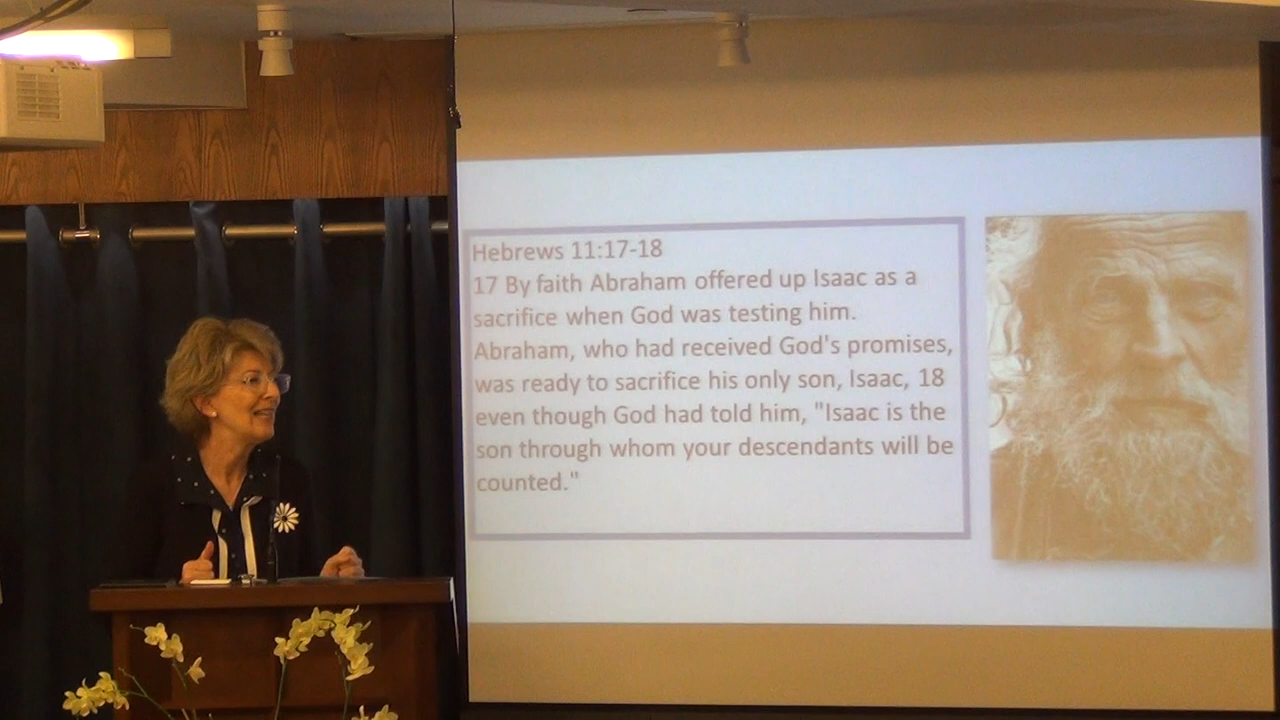 Hebrews 11:17-18
17 By faith Abraham offered up Isaac as a
sacrifice when God was testing him.
Abraham, who had received God's promises,
was ready to sacrifice his only son, Isaac, 18
even though God had told him, "Isaac is the
son through whom your descendants will be
counted."